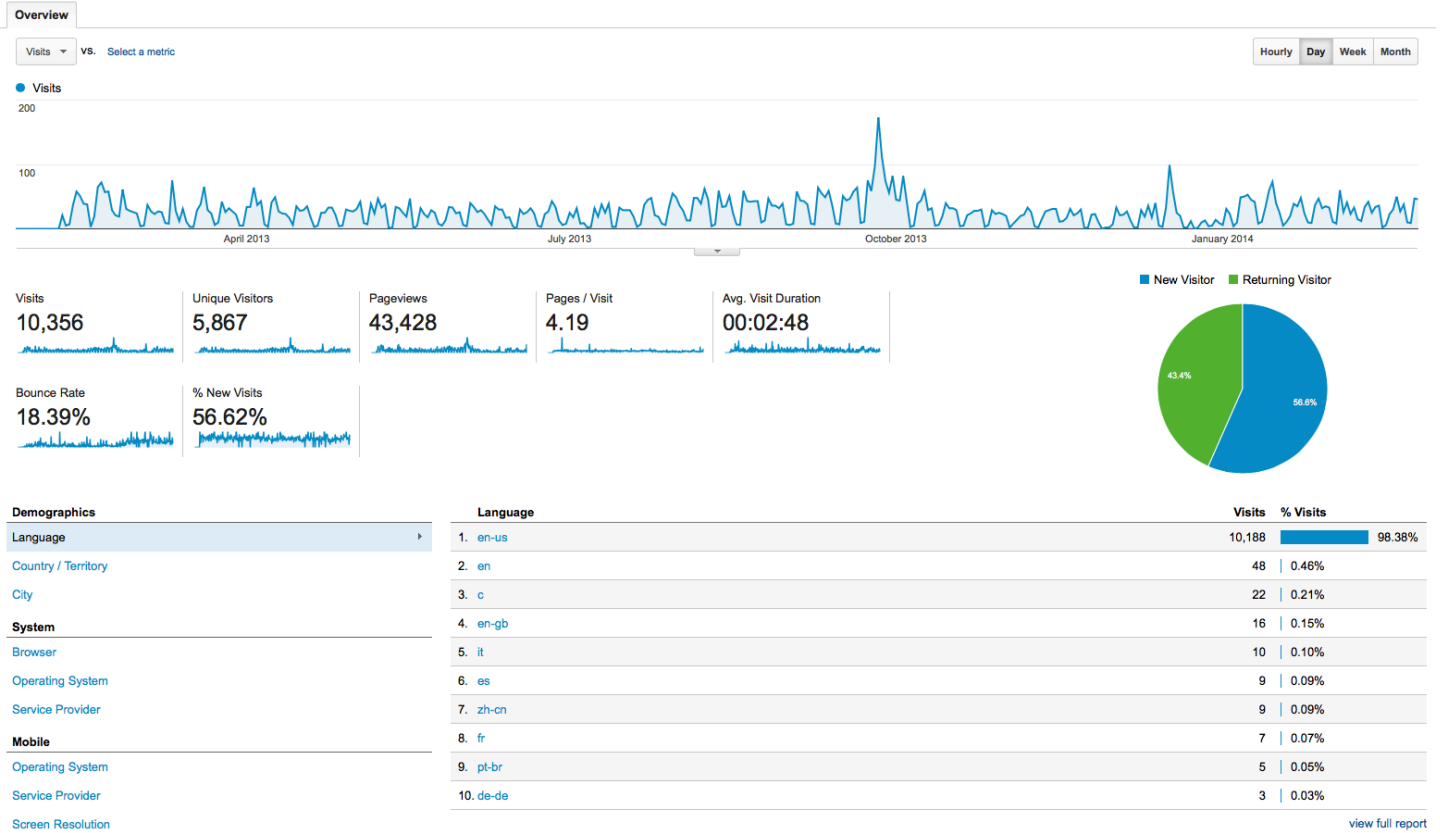 Overview
Visits vs. Select a metric Hourly Day Week Month
Visits
200
100
April 2013 July 2013 October 2013 January 2014
New Visitor Returning Visitor
Visits Unique Visitors Pageviews Pages / Visit Avg. Visit Duration
10,356 5,867 43,428 4.19 00:02:48
43.4%
56.6%
Bounce Rate % New Visits
18.39% 56.62%
Demographics
Language
Country / Territory
City
System
Browser
Operating System
Service Provider
Mobile
Operating System
Service Provider
Screen Resolution
Language Visits % Visits
1. en-us 10,188 98.38%
2. en 48 0.46%
3. c 22 0.21%
4. en-gb 16 0.15%
5. it 10 0.10%
6. es 9 0.09%
7. zh-cn 9 0.09%
8. fr 7 0.07%
9. pt-br 5 0.05%
10. de-de 3 0.03%
view full report